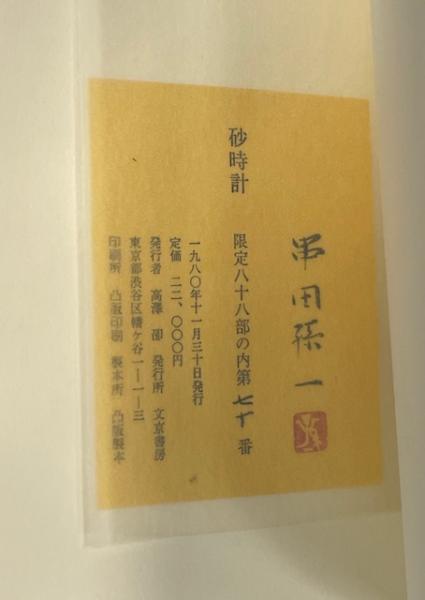 串田孫一
砂時計
限定八十八部の内第七十番
一九八〇年十一月三十日発行
定価 二二、〇〇〇円
発行者 高澤 卯 発行所 文京書房
東京都渋谷区幡ヶ谷一—一—三
印刷所 凸版印刷 製本所 凸版製本